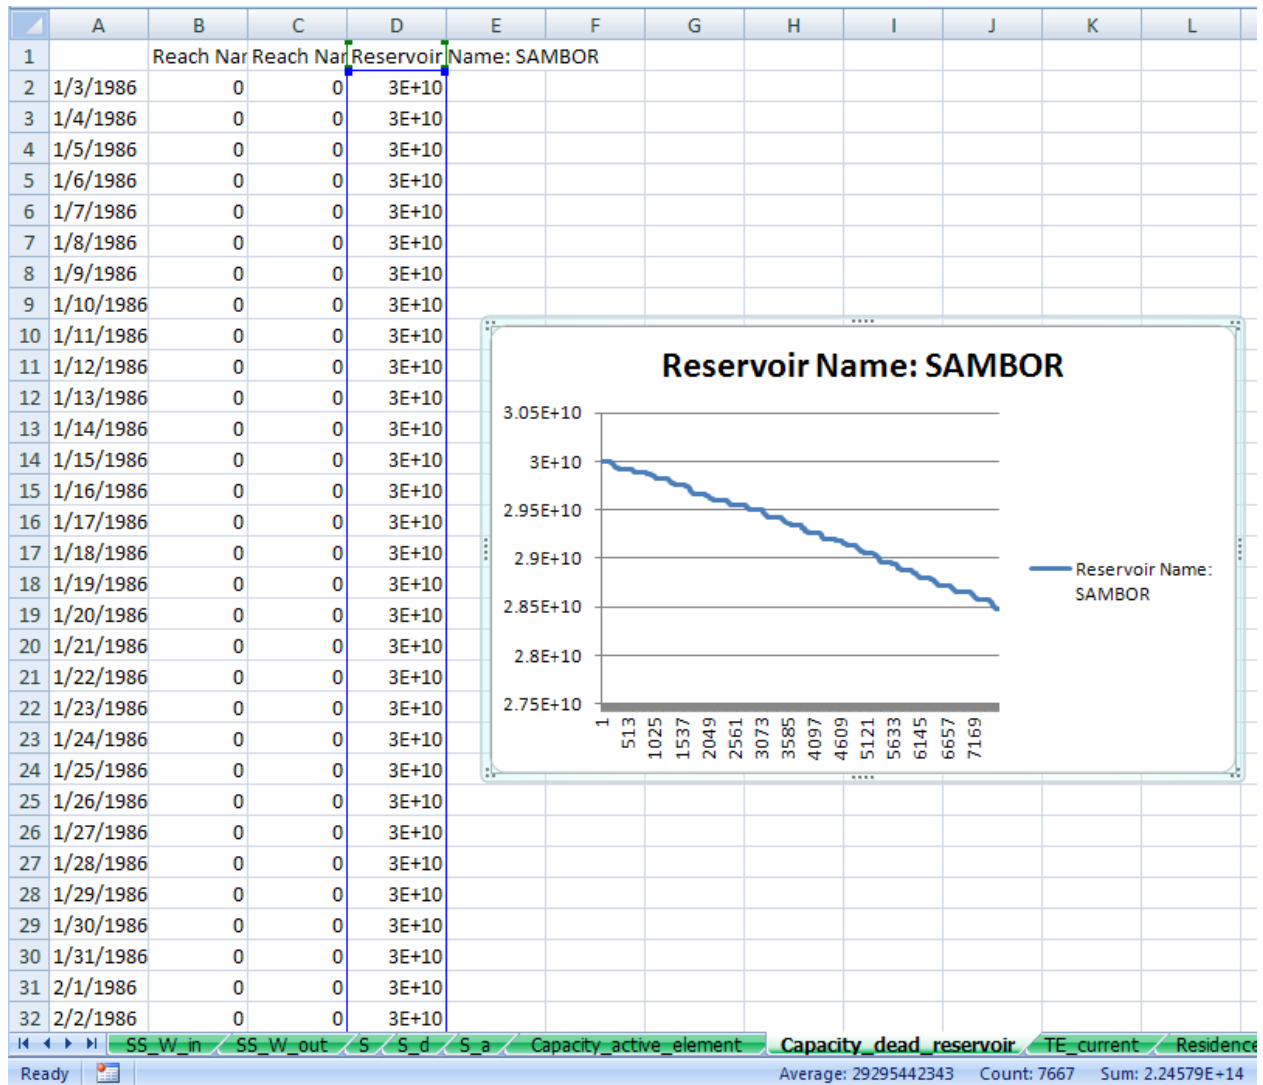 A B C D E F G H I J K L
1 Reach Nar Reach Nar Reservoir Name: SAMBOR
2 1/3/1986 0 0 3E+10
3 1/4/1986 0 0 3E+10
4 1/5/1986 0 0 3E+10
5 1/6/1986 0 0 3E+10
6 1/7/1986 0 0 3E+10
7 1/8/1986 0 0 3E+10
8 1/9/1986 0 0 3E+10
9 1/10/1986 0 0 3E+10
10 1/11/1986 0 0 3E+10
11 1/12/1986 0 0 3E+10
12 1/13/1986 0 0 3E+10
13 1/14/1986 0 0 3E+10
14 1/15/1986 0 0 3E+10
15 1/16/1986 0 0 3E+10
16 1/17/1986 0 0 3E+10
17 1/18/1986 0 0 3E+10
18 1/19/1986 0 0 3E+10
19 1/20/1986 0 0 3E+10
20 1/21/1986 0 0 3E+10
21 1/22/1986 0 0 3E+10
22 1/23/1986 0 0 3E+10
23 1/24/1986 0 0 3E+10
24 1/25/1986 0 0 3E+10
25 1/26/1986 0 0 3E+10
26 1/27/1986 0 0 3E+10
27 1/28/1986 0 0 3E+10
28 1/29/1986 0 0 3E+10
29 1/30/1986 0 0 3E+10
30 1/31/1986 0 0 3E+10
31 2/1/1986 0 0 3E+10
32 2/2/1986 0 0 3E+10
Reservoir Name: SAMBOR
3.05E+10
3E+10
2.95E+10
2.9E+10
2.85E+10
2.8E+10
2.75E+10
1 513 1025 1537 2049 2561 3073 3585 4097 4609 5121 5633 6145 6657 7169
Reservoir Name:
SAMBOR
SS_W_in SS_W_out S S_d S_a Capacity_active_element Capacity_dead_reservoir TE_current Residence
Ready Average: 29295442343 Count: 7667 Sum: 2.24579E+14